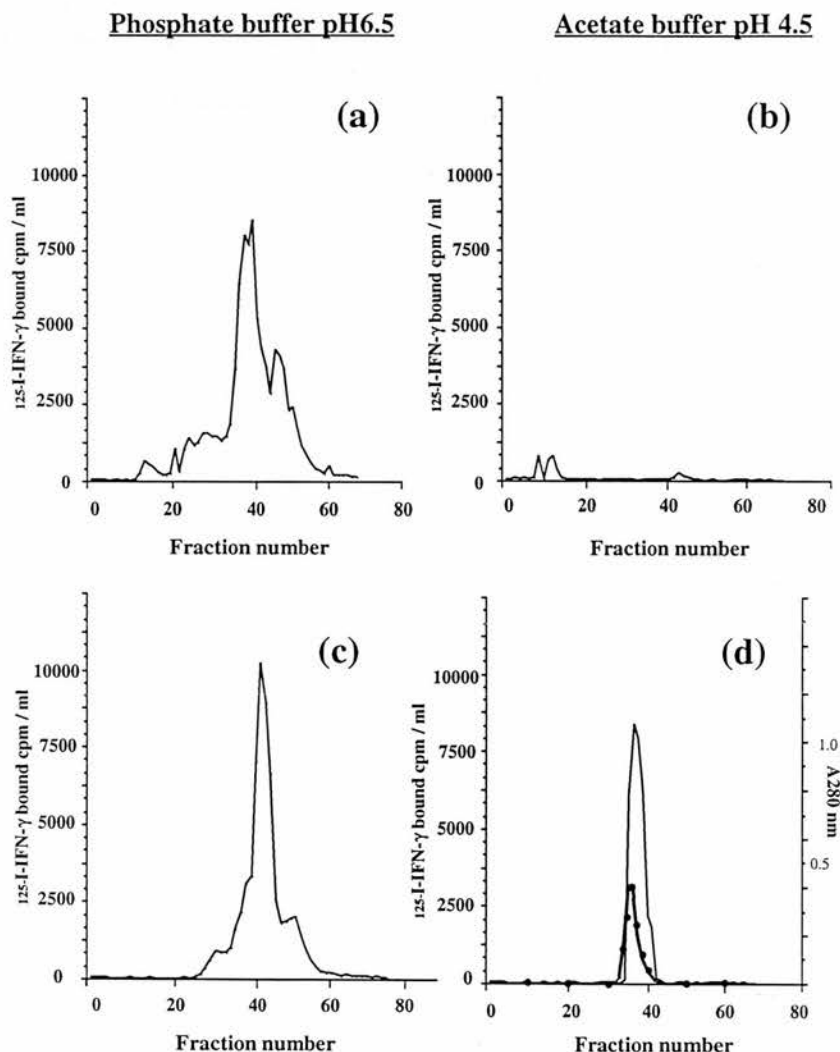 Phosphate buffer pH6.5
Acetate buffer pH 4.5
(a)
10000
7500
5000
2500
0
125-I-IFN-γ bound cpm / ml
0 20 40 60 80
Fraction number
(b)
10000
7500
5000
2500
0
125-I-IFN-γ bound cpm / ml
0 20 40 60 80
Fraction number
(c)
10000
7500
5000
2500
0
125-I-IFN-γ bound cpm / ml
0 20 40 60 80
Fraction number
(d)
10000
7500
5000
2500
0
125-I-IFN-γ bound cpm / ml
1.0
0.5
A280 nm
0 20 40 60 80
Fraction number